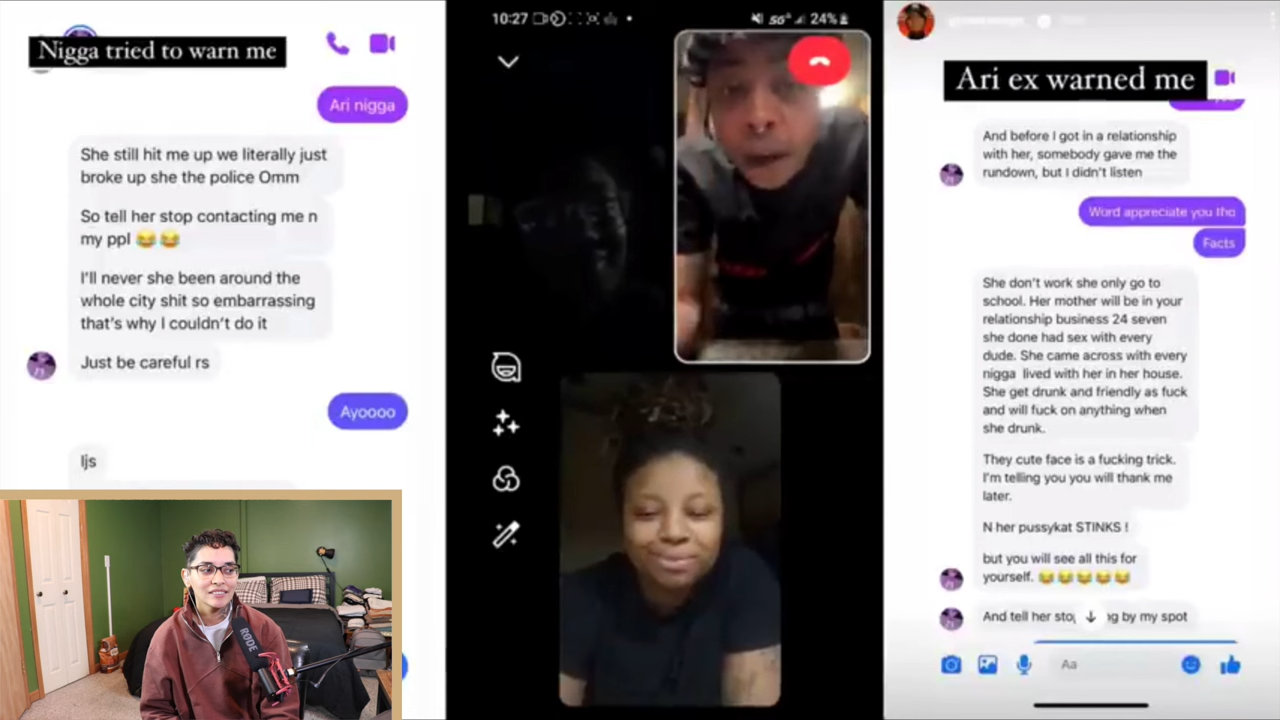 Nigga tried to warn me
Ari nigga
She still hit me up we literally just
broke up she the police Omm
So tell her stop contacting me n
my ppl 😂😂
I'll never she been around the
whole city shit so embarrassing
that's why I couldn't do it
Just be careful rs
Ayoooo
Ijs
10:27
5G
24%
Ari ex warned me
And before I got in a relationship
with her, somebody gave me the
rundown, but I didn't listen
Word appreciate you tho
Facts
She don't work she only go to
school. Her mother will be in your
relationship business 24 seven
she done had sex with every
dude. She came across with every
nigga lived with her in her house.
She get drunk and friendly as fuck
and will fuck on anything when
she drunk.
They cute face is a fucking trick.
I'm telling you you will thank me
later.
N her pussykat STINKS !
but you will see all this for
yourself. 😂😂😂😂😂
And tell her by my spot
Aa
RØDE